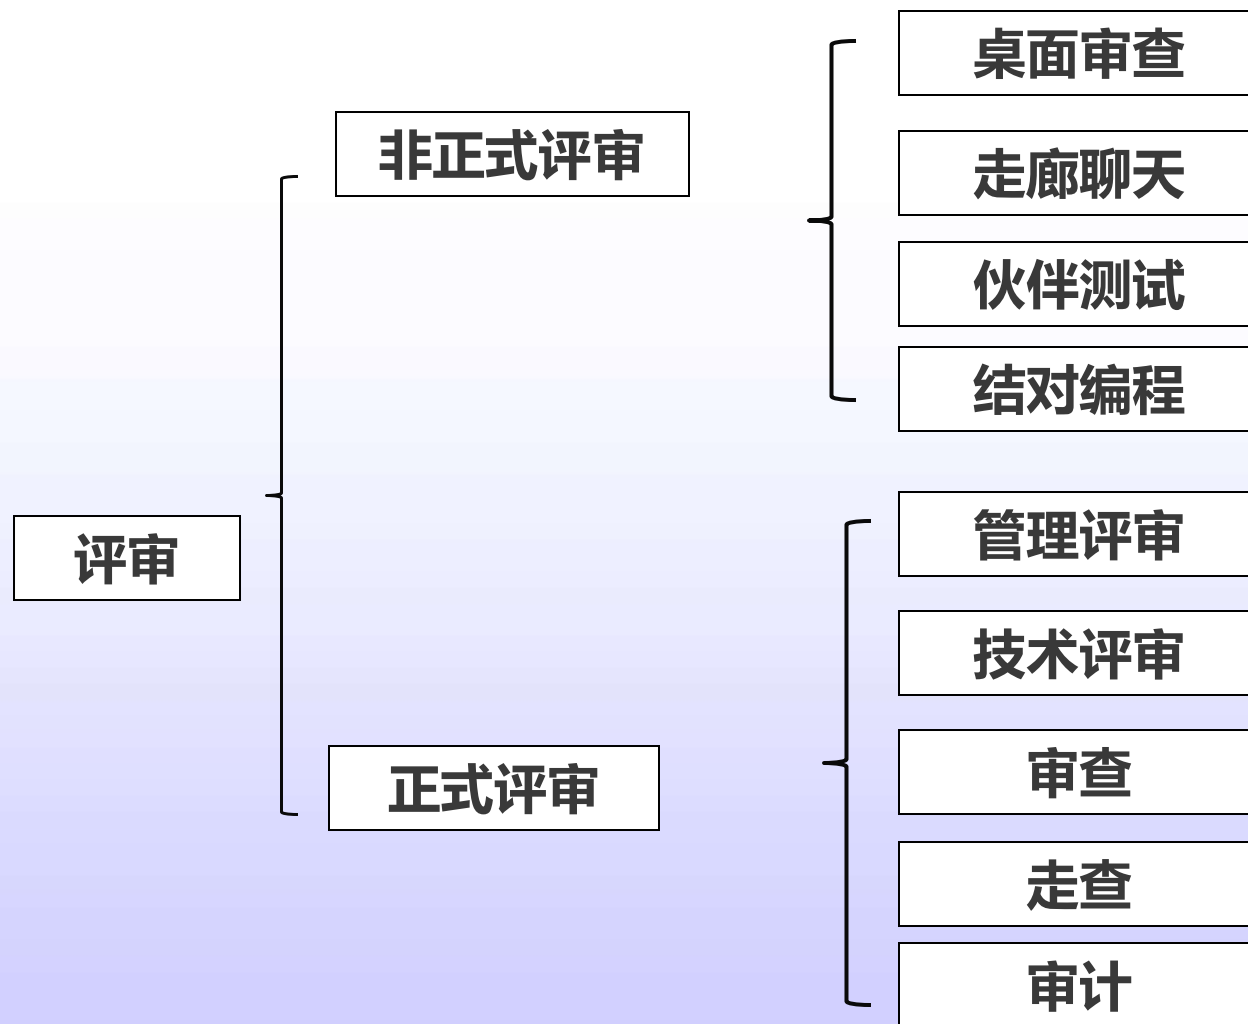 评审
非正式评审
桌面审查
走廊聊天
伙伴测试
结对编程
正式评审
管理评审
技术评审
审查
走查
审计